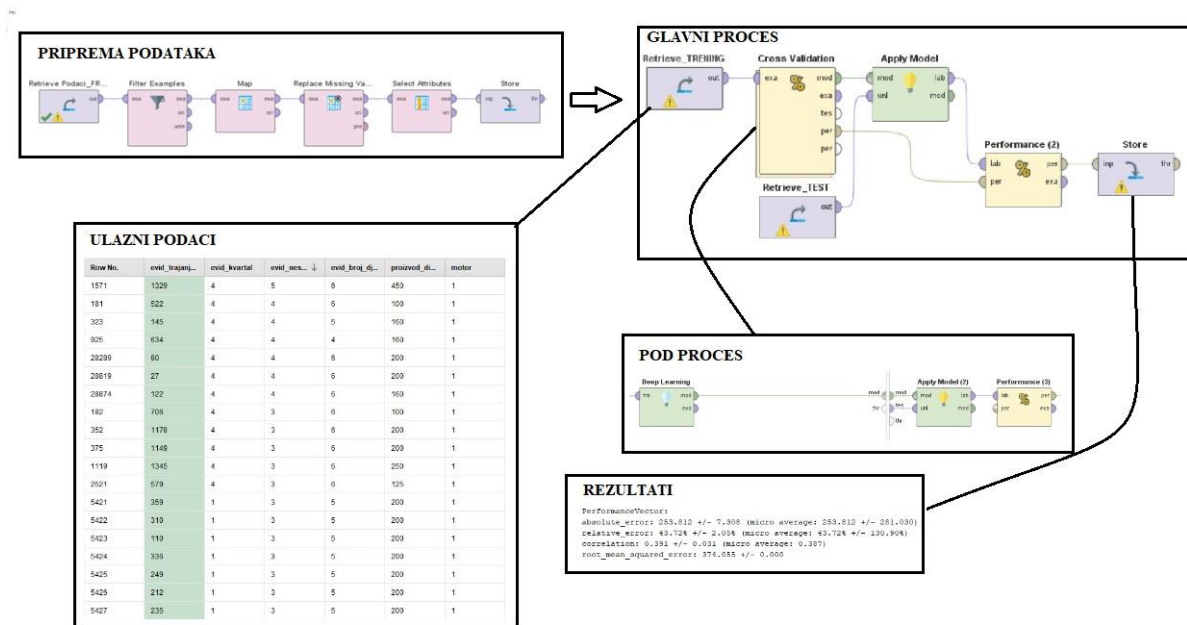 PRIPREMA PODATAKA
Retrieve Podaci_FR... Filter Examples Map Replace Missing Va... Select Attributes Store
out exa exa exa exa exa exa exa exa inp thr
ori ori ori ori
unm pre
GLAVNI PROCES
Retrieve_TRENING Cross Validation Apply Model
out exa mod mod lab
exa unl mod
tes
per
per
Performance (2) Store
lab per inp thr
per exa
Retrieve_TEST
out
ULAZNI PODACI
Row No. evid_trajanj... evid_kvartal evid_nes... ↓ evid_broj_dj... proizvod_di... motor
1571 1329 4 5 6 450 1
181 522 4 4 6 100 1
323 145 4 4 5 160 1
925 634 4 4 4 160 1
28289 80 4 4 6 200 1
28819 27 4 4 6 200 1
28874 122 4 4 6 160 1
182 706 4 3 6 100 1
352 1178 4 3 6 200 1
375 1149 4 3 6 200 1
1119 1345 4 3 6 250 1
2521 579 4 3 6 125 1
5421 359 1 3 5 200 1
5422 310 1 3 5 200 1
5423 110 1 3 5 200 1
5424 336 1 3 5 200 1
5425 249 1 3 5 200 1
5426 212 1 3 5 200 1
5427 235 1 3 5 200 1
POD PROCES
Deep Learning Apply Model (2) Performance (3)
tra mod mod mod mod lab lab per
exa thr tes unl mod per exa
thr
REZULTATI
PerformanceVector:
absolute_error: 253.812 +/- 7.308 (micro average: 253.812 +/- 281.030)
relative_error: 43.72% +/- 2.05% (micro average: 43.72% +/- 130.90%)
correlation: 0.391 +/- 0.031 (micro average: 0.387)
root_mean_squared_error: 374.055 +/- 0.000